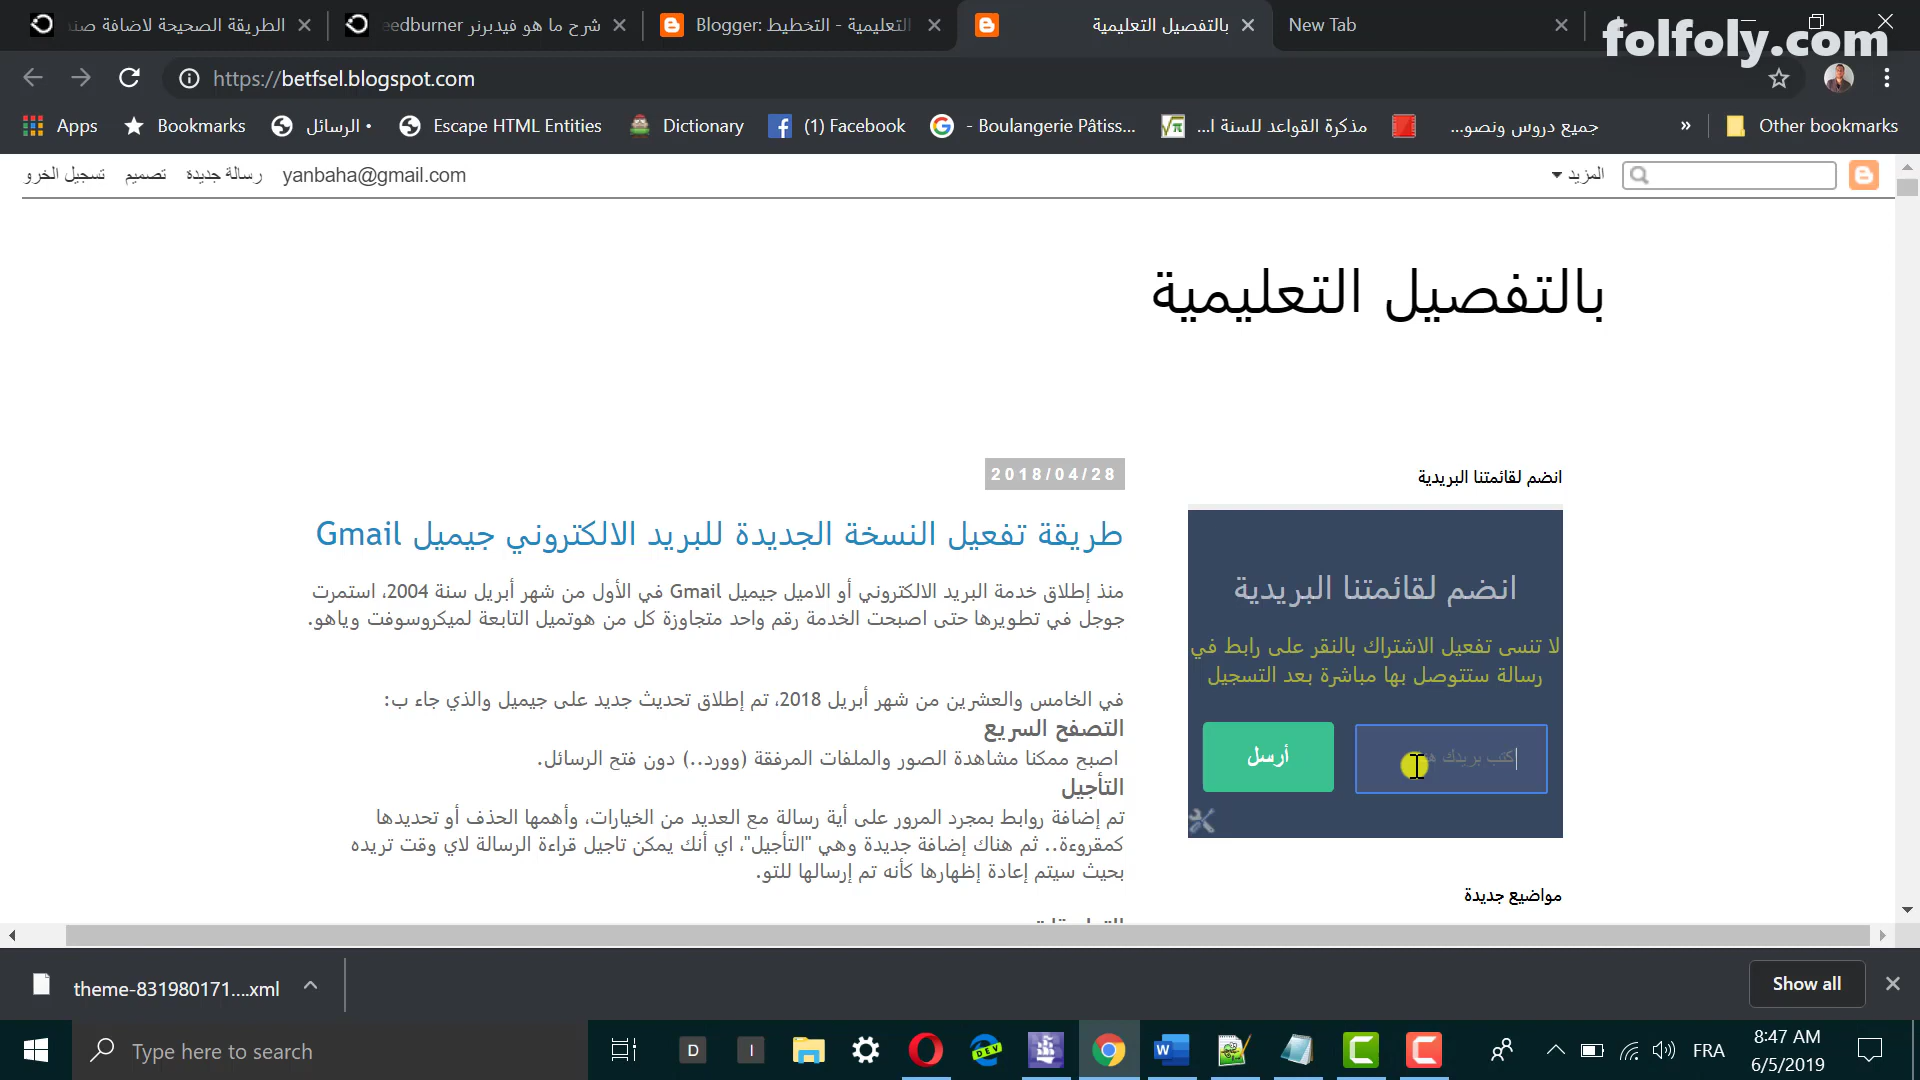 الطريقة الصحيحة لاضافة صند
شرح ما هو فيدبرنر eedburner
Blogger: التعليمية - التخطيط
بالتفصيل التعليمية
New Tab
folfoly.com
https://betfsel.blogspot.com
Apps
Bookmarks
الرسائل •
Escape HTML Entities
Dictionary
(1) Facebook
- Boulangerie Pâtiss...
مذكرة القواعد للسنة ا...
جميع دروس ونصو...
»
Other bookmarks
تسجيل الخرو
تصميم
رسالة جديدة
yanbaha@gmail.com
المزيد
بالتفصيل التعليمية
2018/04/28
طريقة تفعيل النسخة الجديدة للبريد الالكتروني جيميل Gmail
منذ إطلاق خدمة البريد الالكتروني أو الاميل جيميل Gmail في الأول من شهر أبريل سنة 2004، استمرت
جوجل في تطويرها حتى اصبحت الخدمة رقم واحد متجاوزة كل من هوتميل التابعة لميكروسوفت وياهو.
في الخامس والعشرين من شهر أبريل 2018، تم إطلاق تحديث جديد على جيميل والذي جاء ب:
التصفح السريع
اصبح ممكنا مشاهدة الصور والملفات المرفقة (وورد..) دون فتح الرسائل.
التأجيل
تم إضافة روابط بمجرد المرور على أية رسالة مع العديد من الخيارات، وأهمها الحذف أو تحديدها
كمقروءة.. ثم هناك إضافة جديدة وهي "التأجيل"، اي أنك يمكن تاجيل قراءة الرسالة لاي وقت تريده
بحيث سيتم إعادة إظهارها كأنه تم إرسالها للتو.
انضم لقائمتنا البريدية
انضم لقائمتنا البريدية
لا تنسى تفعيل الاشتراك بالنقر على رابط في
رسالة ستتوصل بها مباشرة بعد التسجيل
كتب بريدك
أرسل
مواضيع جديدة
theme-831980171....xml
Show all
Type here to search
D
I
DEV
FRA
8:47 AM
6/5/2019